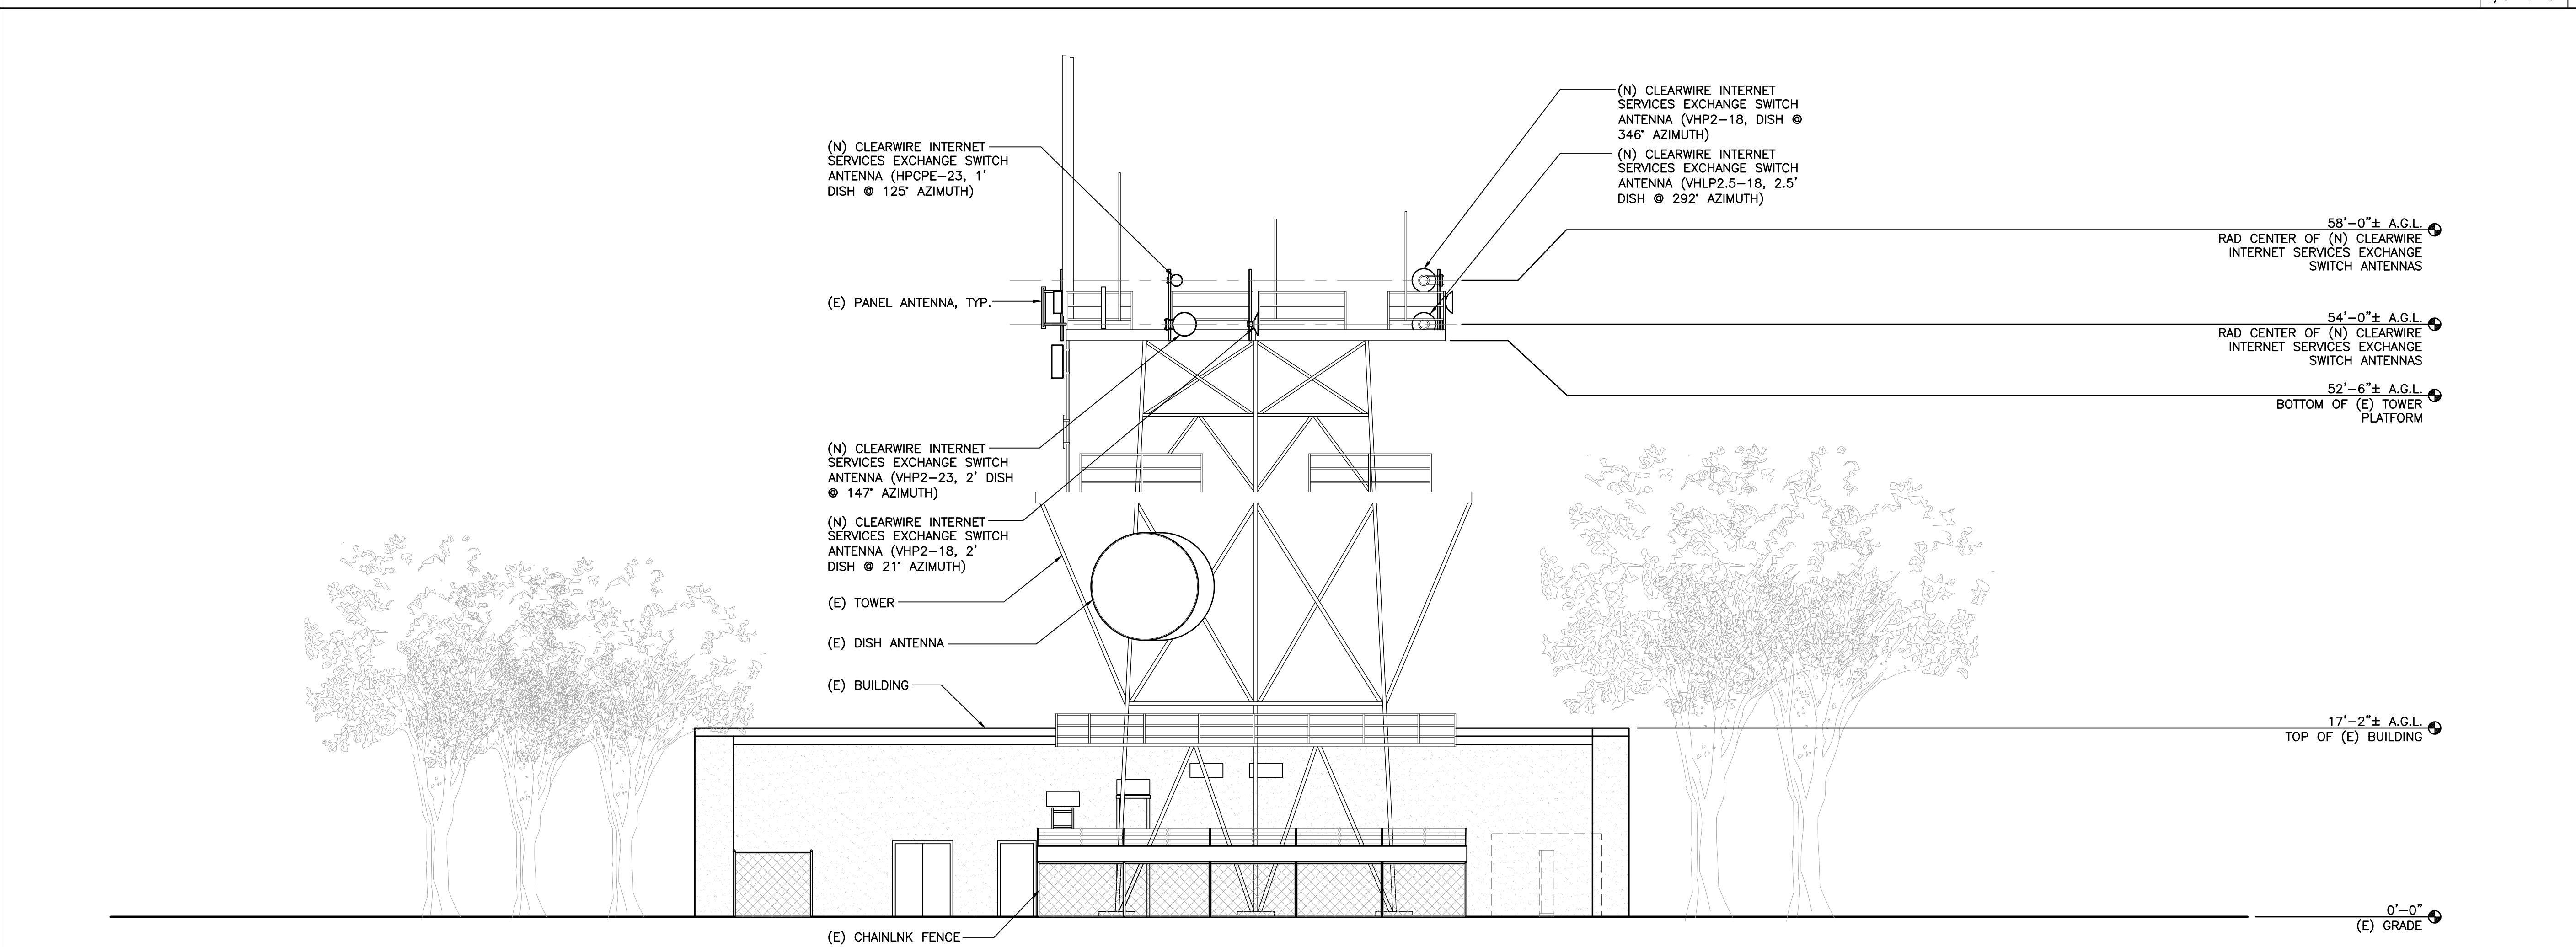 (N) CLEARWIRE INTERNET
SERVICES EXCHANGE SWITCH
ANTENNA (HPCPE-23, 1'
DISH @ 125° AZIMUTH)
(E) PANEL ANTENNA, TYP.
(N) CLEARWIRE INTERNET
SERVICES EXCHANGE SWITCH
ANTENNA (VHP2-23, 2' DISH
@ 147° AZIMUTH)
(N) CLEARWIRE INTERNET
SERVICES EXCHANGE SWITCH
ANTENNA (VHP2-18, 2'
DISH @ 21° AZIMUTH)
(E) TOWER
(E) DISH ANTENNA
(E) BUILDING
(E) CHAINLNK FENCE
(N) CLEARWIRE INTERNET
SERVICES EXCHANGE SWITCH
ANTENNA (VHP2-18, DISH @
346° AZIMUTH)
(N) CLEARWIRE INTERNET
SERVICES EXCHANGE SWITCH
ANTENNA (VHLP2.5-18, 2.5'
DISH @ 292° AZIMUTH)
58'-0"± A.G.L.
RAD CENTER OF (N) CLEARWIRE
INTERNET SERVICES EXCHANGE
SWITCH ANTENNAS
54'-0"± A.G.L.
RAD CENTER OF (N) CLEARWIRE
INTERNET SERVICES EXCHANGE
SWITCH ANTENNAS
52'-6"± A.G.L.
BOTTOM OF (E) TOWER
PLATFORM
17'-2"± A.G.L.
TOP OF (E) BUILDING
0'-0"
(E) GRADE